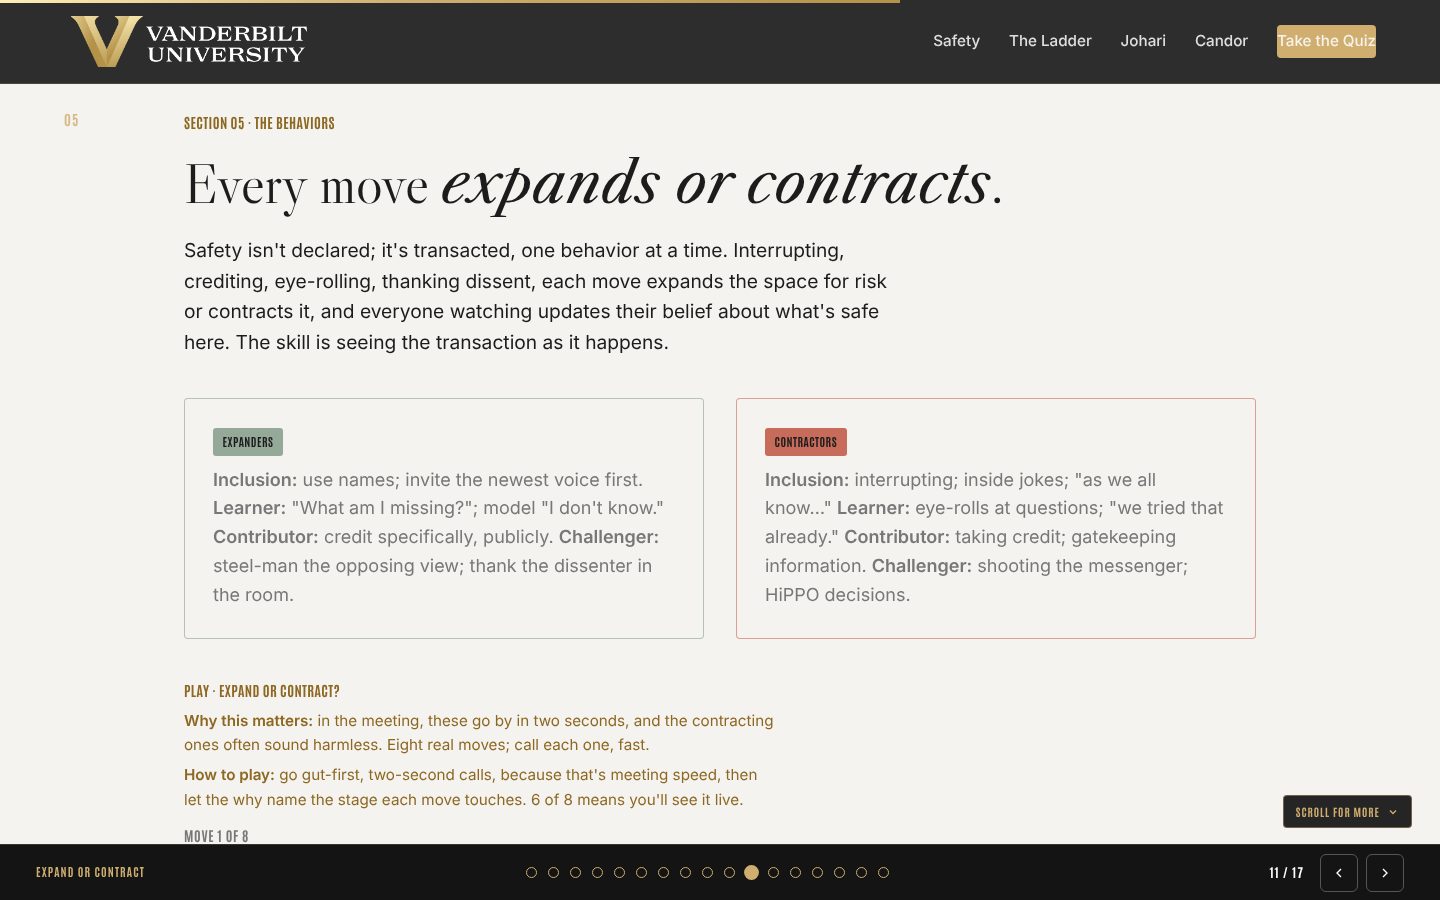 VANDERBILT
UNIVERSITY
Safety
The Ladder
Johari
Candor
Take the Quiz
05
SECTION 05 · THE BEHAVIORS
Every move expands or contracts.
Safety isn't declared; it's transacted, one behavior at a time. Interrupting,
crediting, eye-rolling, thanking dissent, each move expands the space for risk
or contracts it, and everyone watching updates their belief about what's safe
here. The skill is seeing the transaction as it happens.
EXPANDERS
Inclusion: use names; invite the newest voice first.
Learner: "What am I missing?"; model "I don't know."
Contributor: credit specifically, publicly. Challenger:
steel-man the opposing view; thank the dissenter in
the room.
CONTRACTORS
Inclusion: interrupting; inside jokes; "as we all
know..." Learner: eye-rolls at questions; "we tried that
already." Contributor: taking credit; gatekeeping
information. Challenger: shooting the messenger;
HiPPO decisions.
PLAY · EXPAND OR CONTRACT?
Why this matters: in the meeting, these go by in two seconds, and the contracting
ones often sound harmless. Eight real moves; call each one, fast.
How to play: go gut-first, two-second calls, because that's meeting speed, then
let the why name the stage each move touches. 6 of 8 means you'll see it live.
MOVE 1 OF 8
SCROLL FOR MORE
EXPAND OR CONTRACT
11 / 17